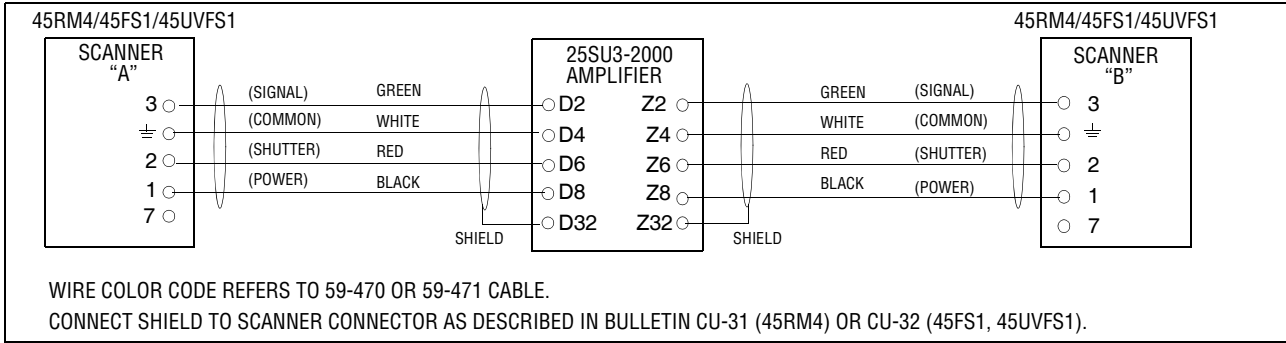 45RM4/45FS1/45UVFS1 45RM4/45FS1/45UVFS1
SCANNER
“A”
25SU3-2000
AMPLIFIER
SCANNER
“B”
3 (SIGNAL) GREEN D2 Z2 GREEN (SIGNAL) 3
(COMMON) WHITE D4 Z4 WHITE (COMMON)
2 (SHUTTER) RED D6 Z6 RED (SHUTTER) 2
1 (POWER) BLACK D8 Z8 BLACK (POWER) 1
7 D32 Z32 7
SHIELD SHIELD
WIRE COLOR CODE REFERS TO 59-470 OR 59-471 CABLE.
CONNECT SHIELD TO SCANNER CONNECTOR AS DESCRIBED IN BULLETIN CU-31 (45RM4) OR CU-32 (45FS1, 45UVFS1).